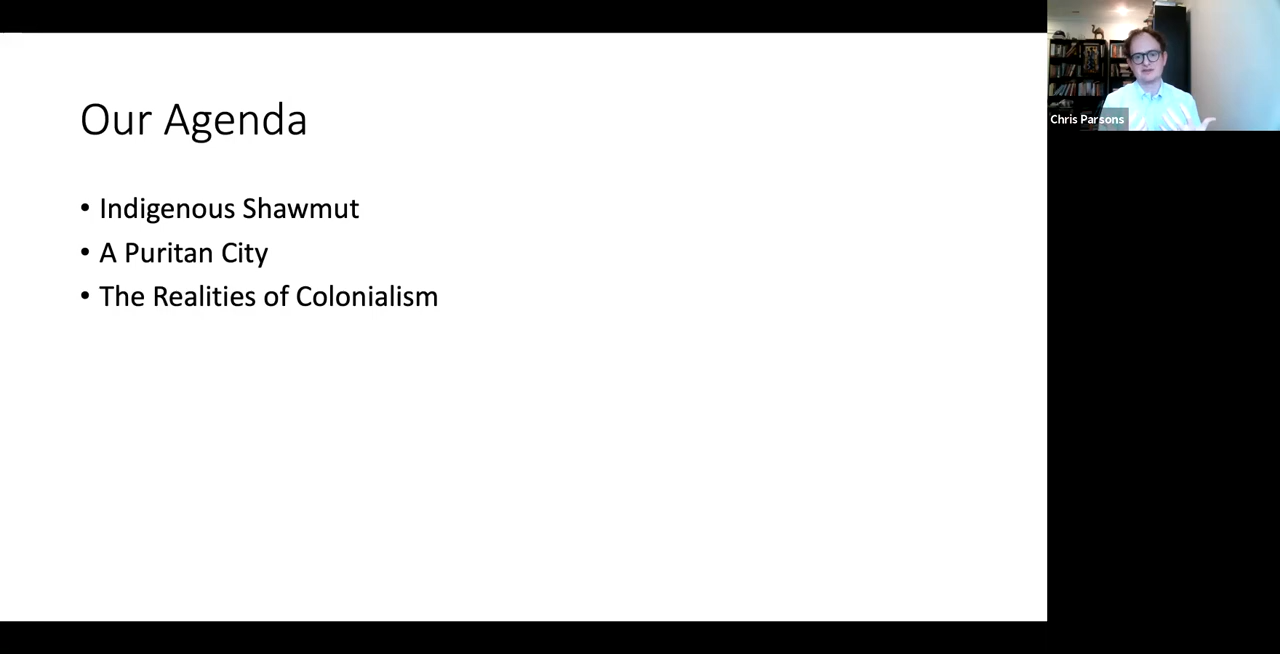 Our Agenda
• Indigenous Shawmut
• A Puritan City
• The Realities of Colonialism
Chris Parsons